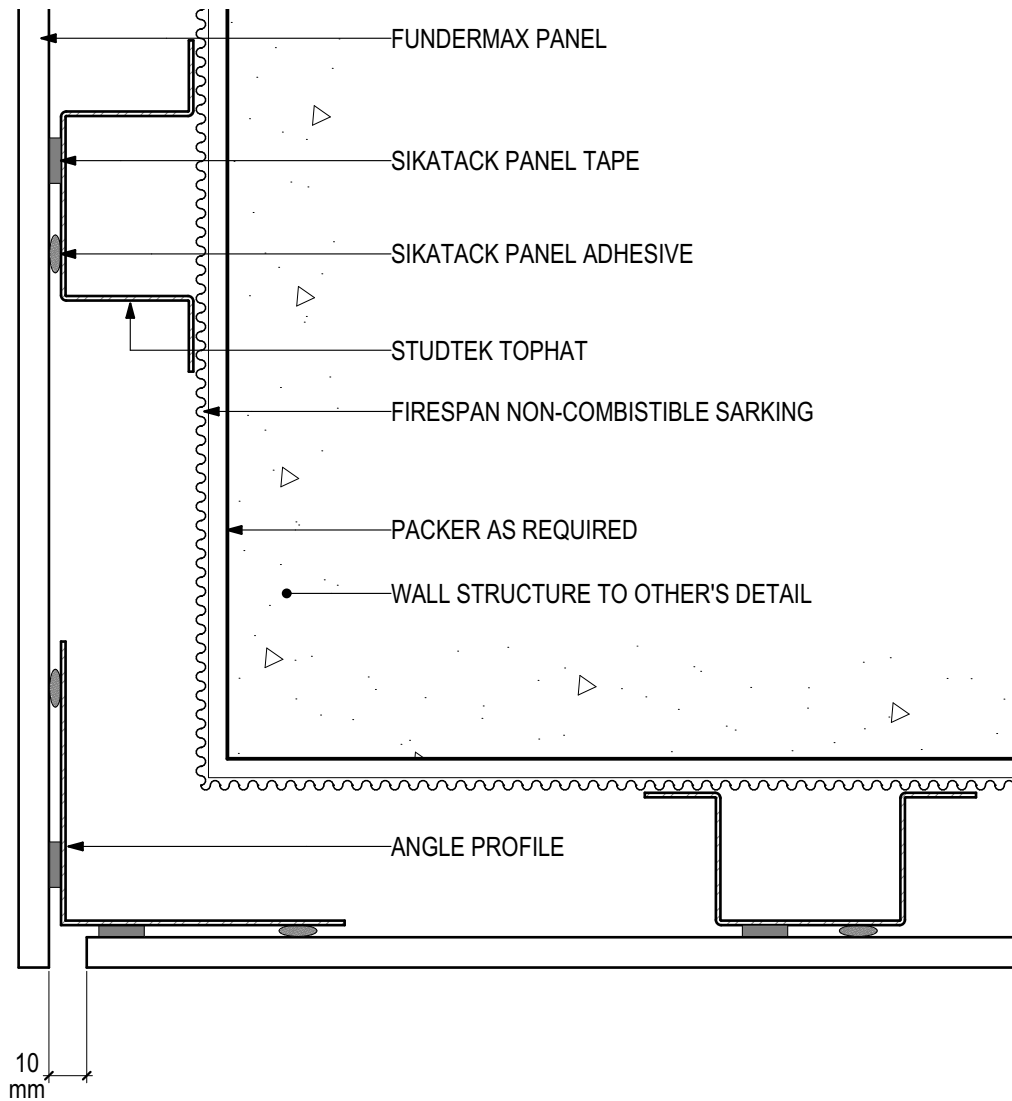 FUNDERMAX PANEL
SIKATACK PANEL TAPE
SIKATACK PANEL ADHESIVE
STUDTEK TOPHAT
FIRESPAN NON-COMBISTIBLE SARKING
PACKER AS REQUIRED
WALL STRUCTURE TO OTHER'S DETAIL
ANGLE PROFILE
10
mm